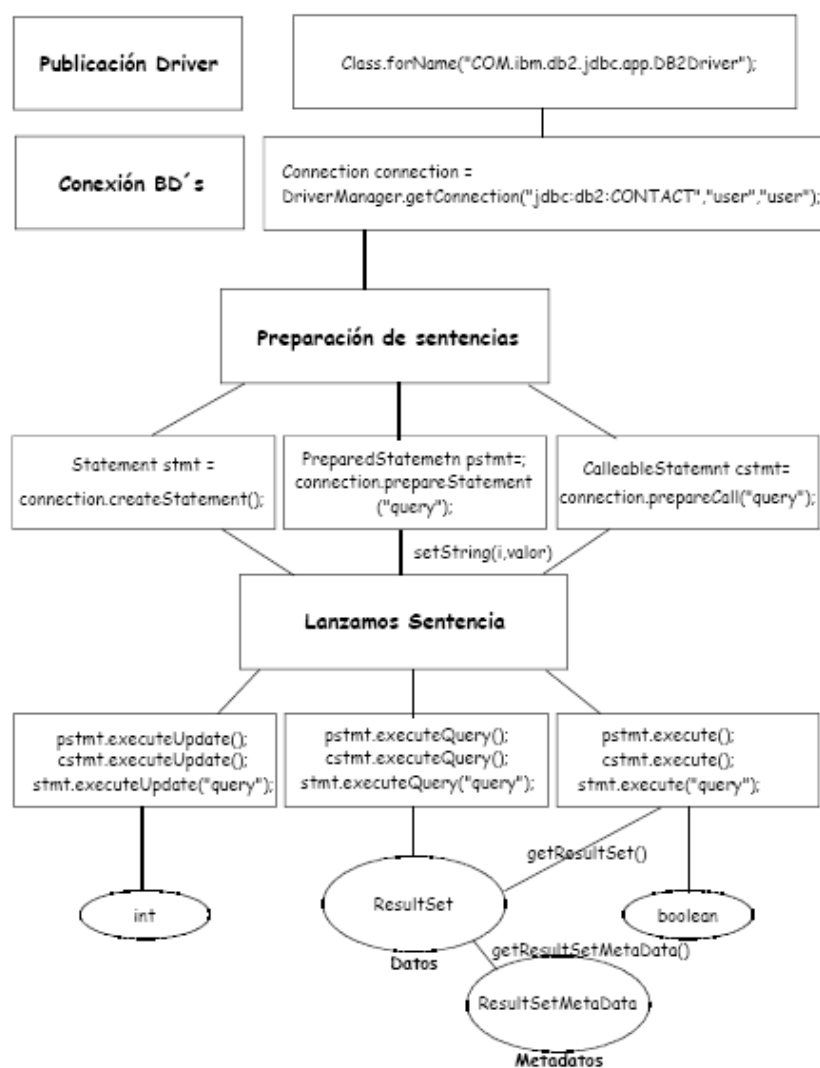 Publicación Driver
Class.forName("COM.ibm.db2.jdbc.app.DB2Driver");
Conexión BD´s
Connection connection =
DriverManager.getConnection("jdbc:db2:CONTACT","user","user");
Preparación de sentencias
Statement stmt =
connection.createStatement();
PreparedStatemetn pstmt=;
connection.prepareStatement
("query");
CalleableStatemnt cstmt=
connection.prepareCall("query");
setString(i,valor)
Lanzamos Sentencia
pstmt.executeUpdate();
cstmt.executeUpdate();
stmt.executeUpdate("query");
pstmt.executeQuery();
cstmt.executeQuery();
stmt.executeQuery("query");
pstmt.execute();
cstmt.execute();
stmt.execute("query");
getResultSet()
int
ResultSet
boolean
Datos
getResultSetMetaData()
ResultSetMetaData
Metadatos